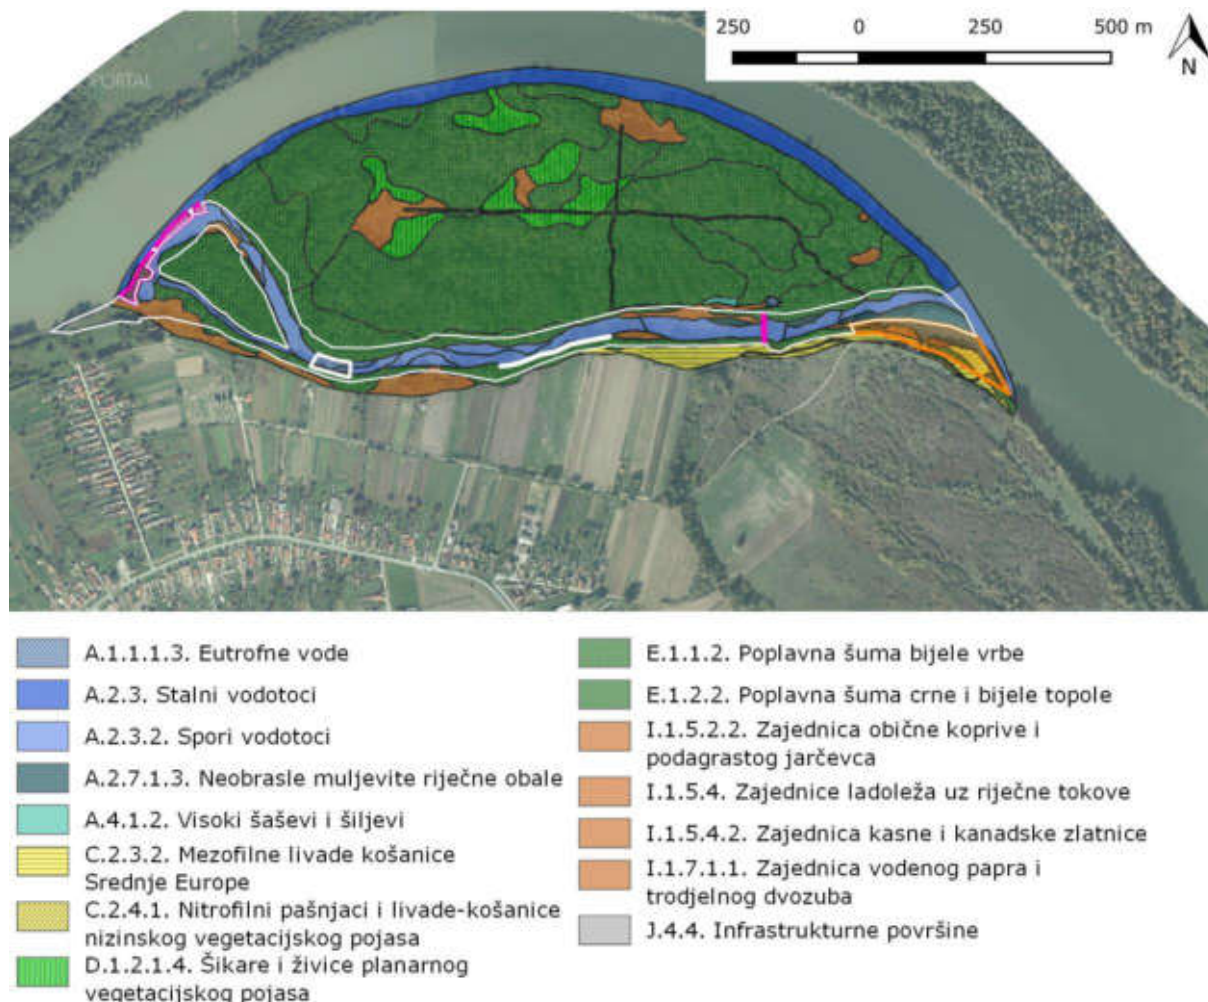 250 0 250 500 m
N
PORTAL
A.1.1.1.3. Eutrofne vode
A.2.3. Stalni vodotoci
A.2.3.2. Spori vodotoci
A.2.7.1.3. Neobrasle muljevite riječne obale
A.4.1.2. Visoki šaševi i šiljevi
C.2.3.2. Mezofilne livade košanice
Srednje Europe
C.2.4.1. Nitrofilni pašnjaci i livade-košanice
nizinskog vegetacijskog pojasa
D.1.2.1.4. Šikare i živice planarnog
vegetacijskog pojasa
E.1.1.2. Poplavna šuma bijele vrbe
E.1.2.2. Poplavna šuma crne i bijele topole
I.1.5.2.2. Zajednica obične koprive i
podagrastog jarčevca
I.1.5.4. Zajednice ladoleža uz riječne tokove
I.1.5.4.2. Zajednica kasne i kanadske zlatnice
I.1.7.1.1. Zajednica vodenog papra i
trodjelnog dvozuba
J.4.4. Infrastrukturne površine